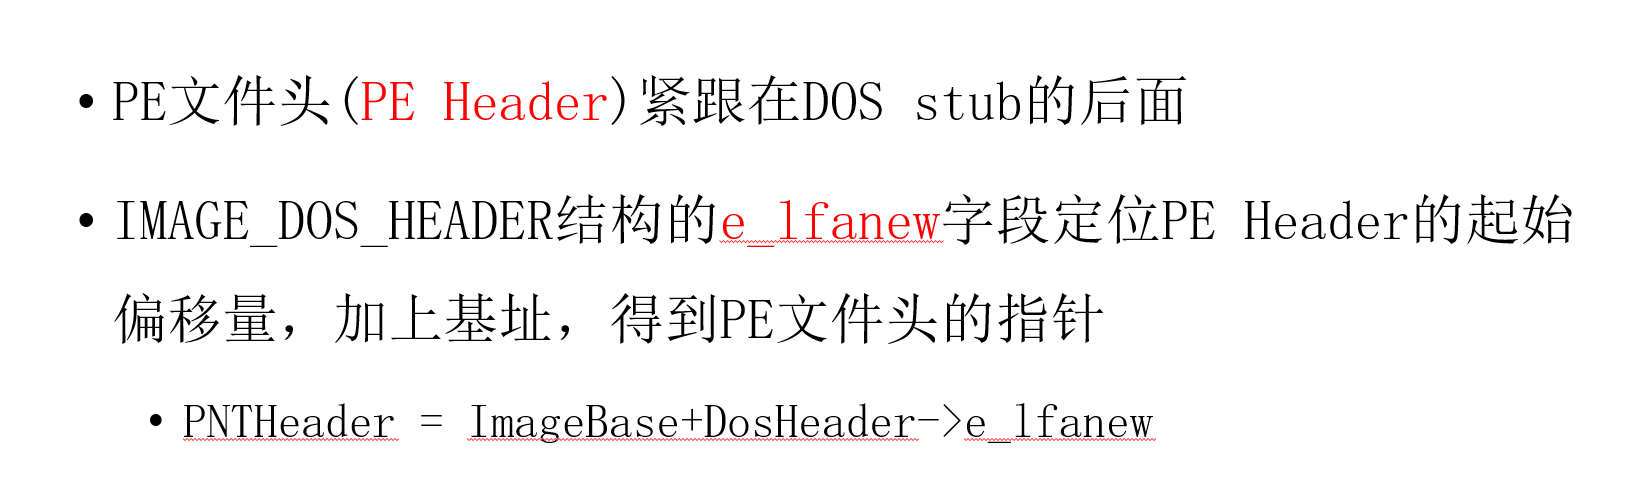 • PE文件头(PE Header)紧跟在DOS stub的后面
• IMAGE_DOS_HEADER结构的e_lfanew字段定位PE Header的起始
偏移量，加上基址，得到PE文件头的指针
• PNTHeader = ImageBase+DosHeader->e_lfanew